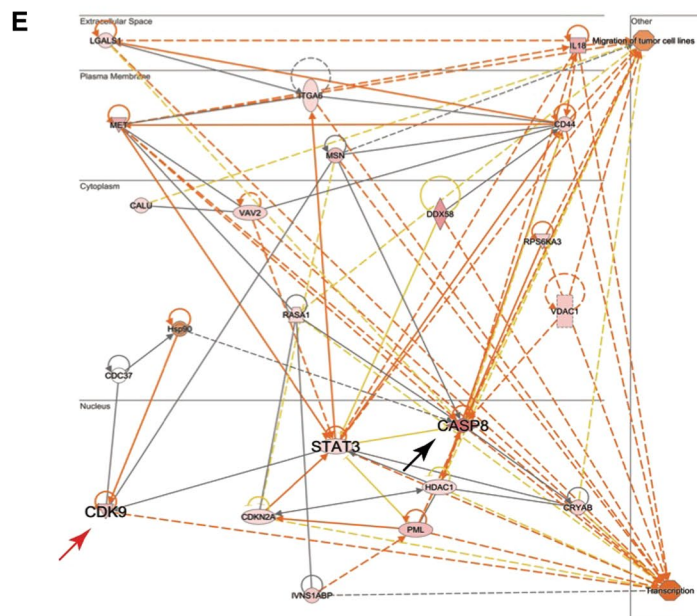 E
Extracellular Space
Other
LGALS1
IL18
Migration of tumor cell lines
Plasma Membrane
ITGA6
MET
CD44
MSN
Cytoplasm
CALU
VAV2
DDX58
RPS6KA3
VDAC1
RASA1
Hsp90
CDC37
Nucleus
CASP8
STAT3
HDAC1
CDK9
CDKN2A
CRYAB
PML
IVNS1ABP
Transcription